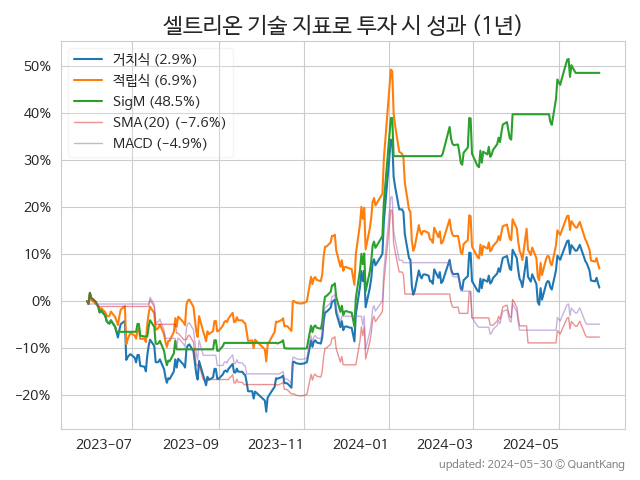 셀트리온 기술 지표로 투자 시 성과 (1년)
거치식 (2.9%)
적립식 (6.9%)
SigM (48.5%)
SMA(20) (−7.6%)
MACD (−4.9%)
50%
40%
30%
20%
10%
0%
−10%
−20%
2023-07 2023-09 2023-11 2024-01 2024-03 2024-05
updated: 2024-05-30 © QuantKang